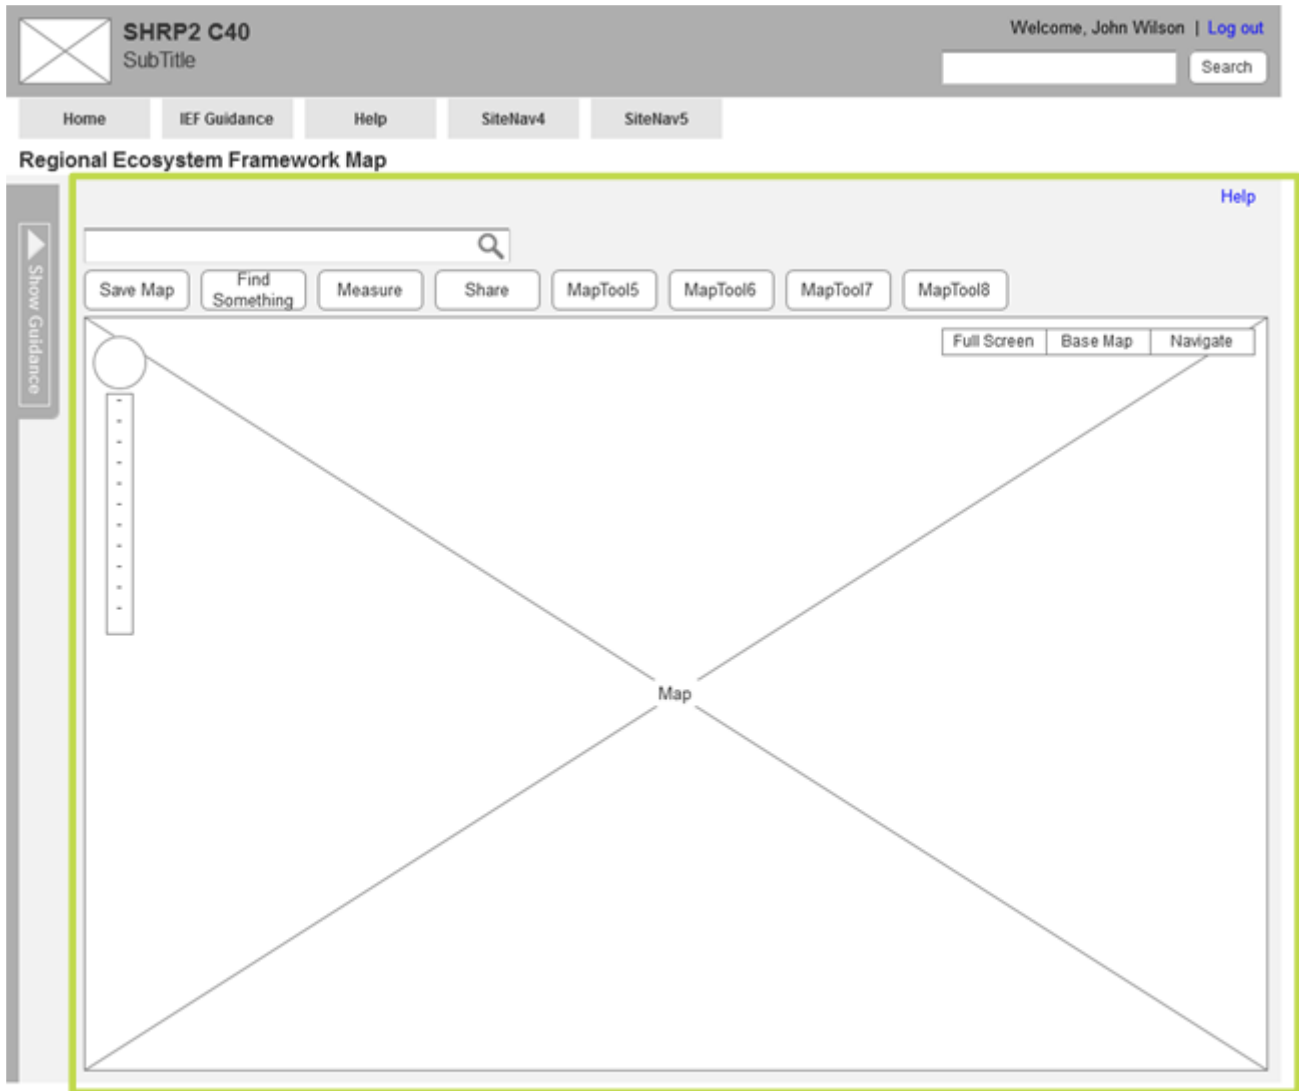 SHRP2 C40
SubTitle
Welcome, John Wilson | Log out
Search
Home
IEF Guidance
Help
SiteNav4
SiteNav5
Regional Ecosystem Framework Map
Help
Show Guidance
Save Map
Find
Something
Measure
Share
MapTool5
MapTool6
MapTool7
MapTool8
Full Screen
Base Map
Navigate
Map